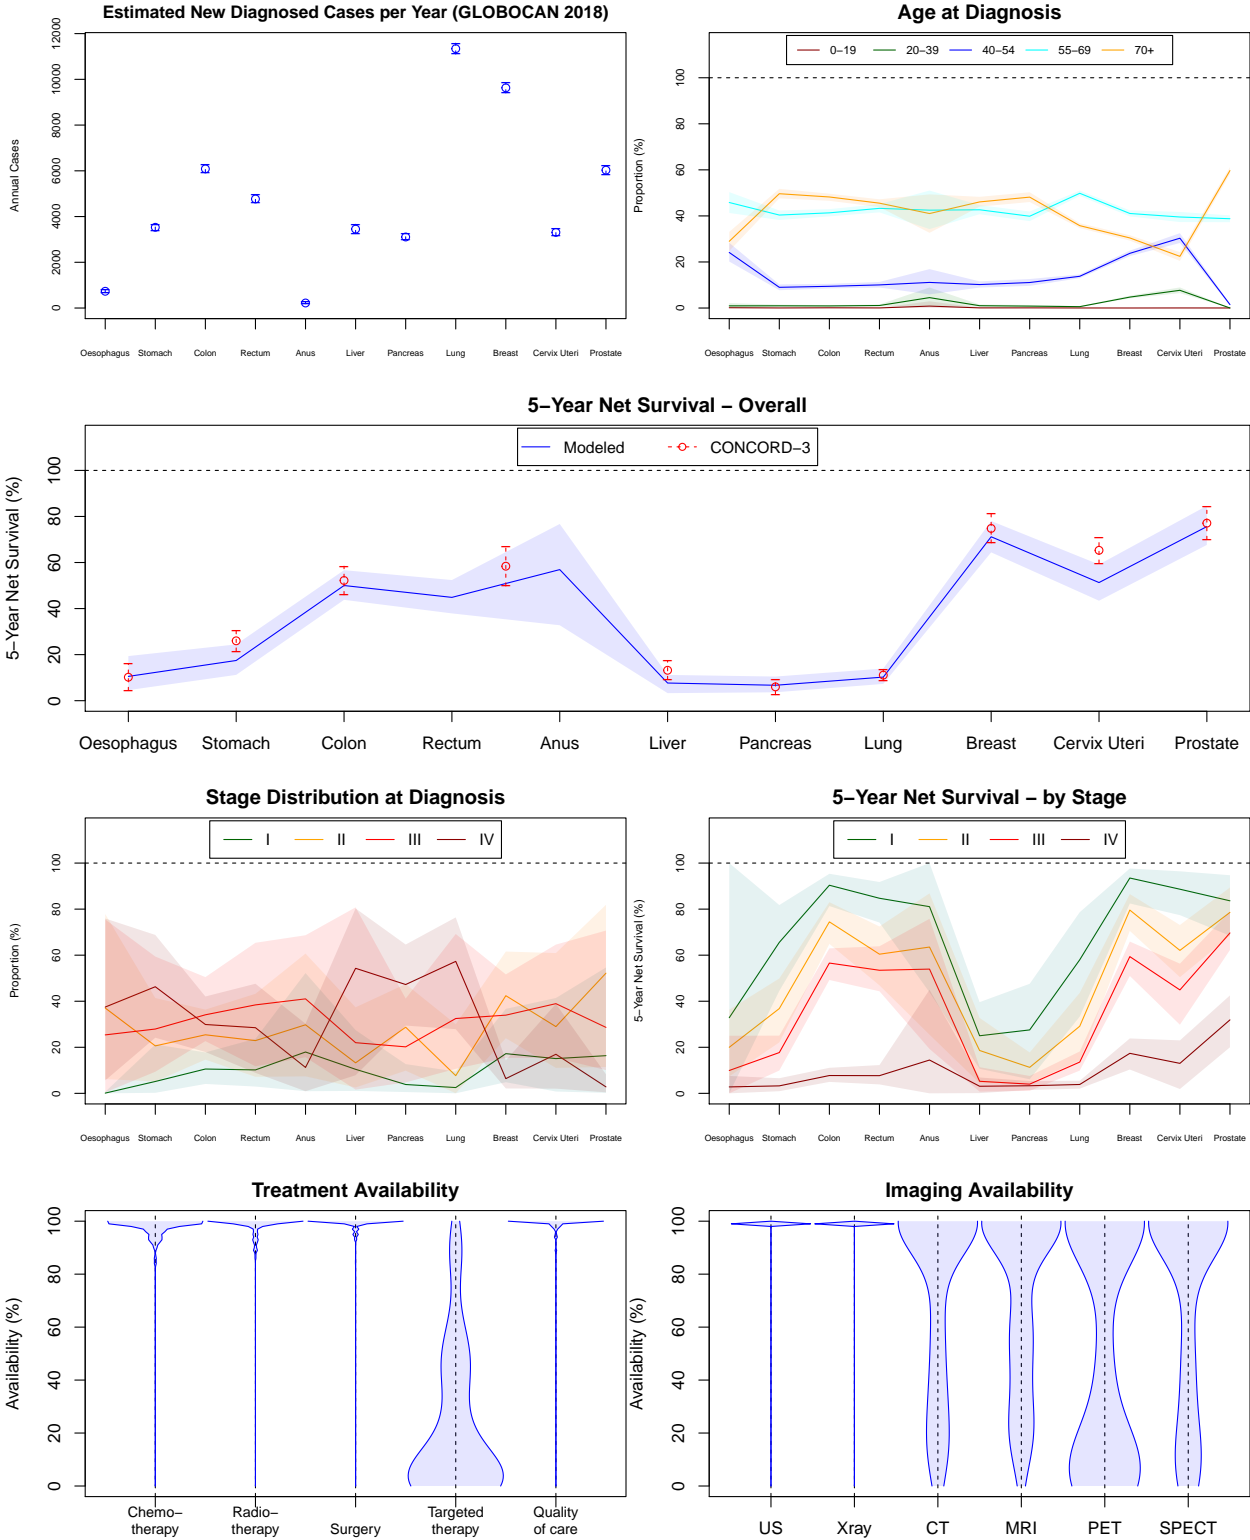 Estimated New Diagnosed Cases per Year (GLOBOCAN 2018)
Annual Cases
0
2000
4000
6000
8000
10000
12000
Oesophagus Stomach Colon Rectum Anus Liver Pancreas Lung Breast Cervix Uteri Prostate
Age at Diagnosis
0–19 20–39 40–54 55–69 70+
Proportion (%)
0
20
40
60
80
100
Oesophagus Stomach Colon Rectum Anus Liver Pancreas Lung Breast Cervix Uteri Prostate
5–Year Net Survival – Overall
Modeled CONCORD–3
5–Year Net Survival (%)
0
20
40
60
80
100
Oesophagus Stomach Colon Rectum Anus Liver Pancreas Lung Breast Cervix Uteri Prostate
Stage Distribution at Diagnosis
I II III IV
Proportion (%)
0
20
40
60
80
100
Oesophagus Stomach Colon Rectum Anus Liver Pancreas Lung Breast Cervix Uteri Prostate
5–Year Net Survival – by Stage
I II III IV
5–Year Net Survival (%)
0
20
40
60
80
100
Oesophagus Stomach Colon Rectum Anus Liver Pancreas Lung Breast Cervix Uteri Prostate
Treatment Availability
Availability (%)
0
20
40
60
80
100
Chemo–
therapy
Radio–
therapy
Surgery
Targeted
therapy
Quality
of care
Imaging Availability
Availability (%)
0
20
40
60
80
100
US Xray CT MRI PET SPECT